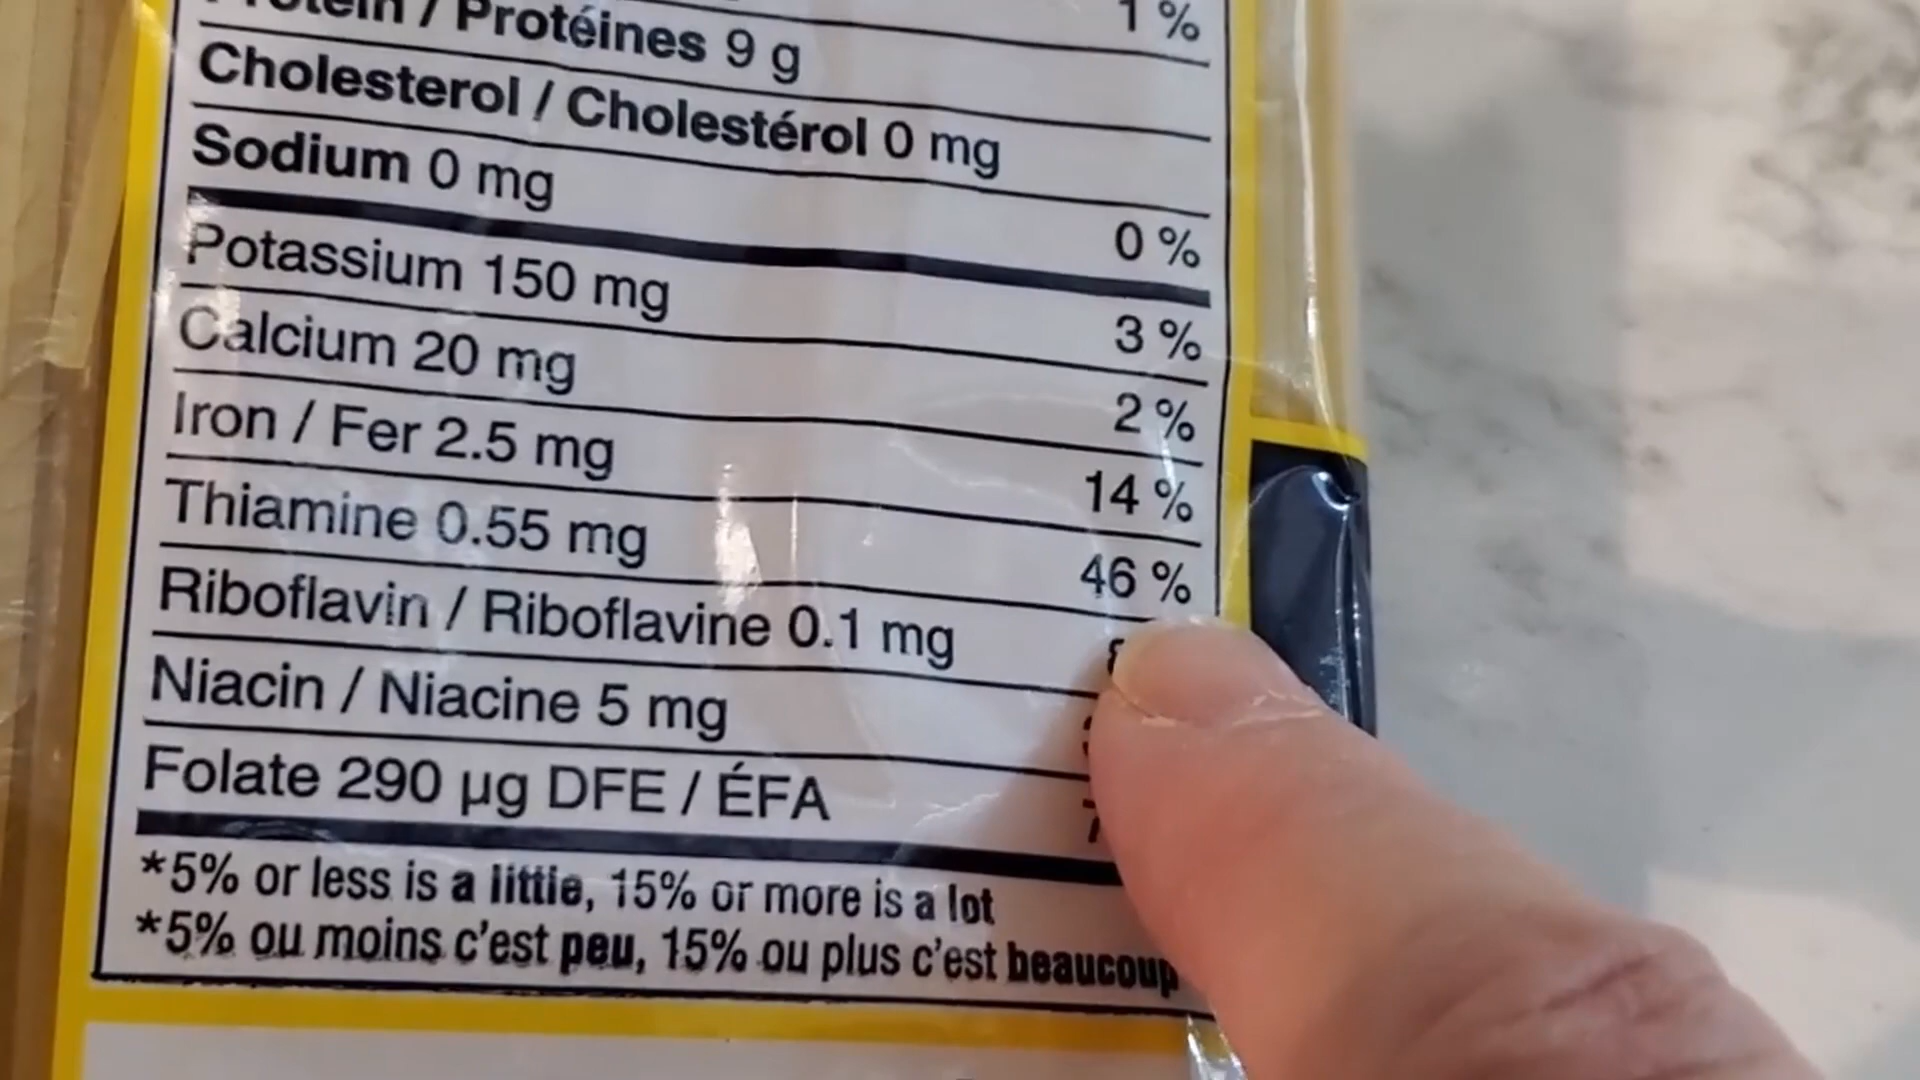 1 %
Protéines 9 g
Cholesterol / Cholestérol 0 mg
Sodium 0 mg 0 %
Potassium 150 mg 3 %
Calcium 20 mg 2 %
Iron / Fer 2.5 mg 14 %
Thiamine 0.55 mg 46 %
Riboflavin / Riboflavine 0.1 mg
Niacin / Niacine 5 mg
Folate 290 µg DFE / ÉFA
*5% or less is a little, 15% or more is a lot
*5% ou moins c'est peu, 15% ou plus c'est beaucoup